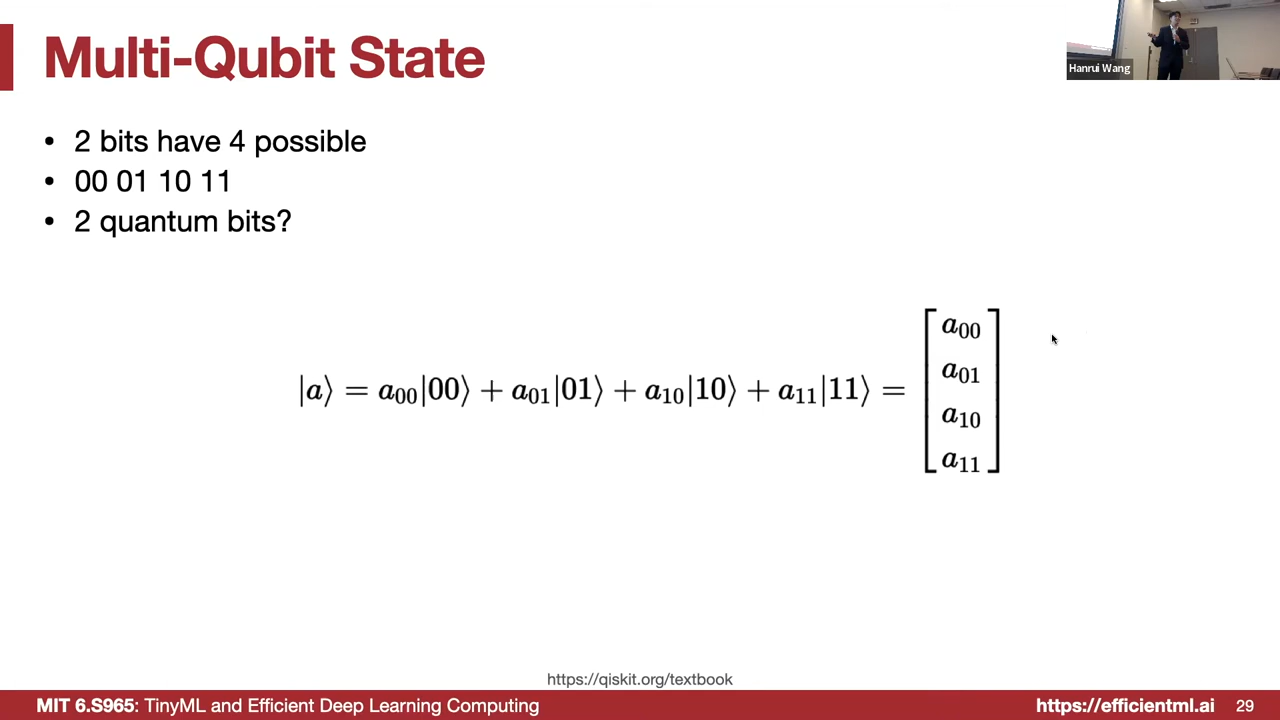 Multi-Qubit State
Hanrui Wang
• 2 bits have 4 possible
• 00 01 10 11
• 2 quantum bits?
|a⟩ = a₀₀|00⟩ + a₀₁|01⟩ + a₁₀|10⟩ + a₁₁|11⟩ =
a₀₀
a₀₁
a₁₀
a₁₁
https://qiskit.org/textbook
MIT 6.S965: TinyML and Efficient Deep Learning Computing
https://efficientml.ai
29